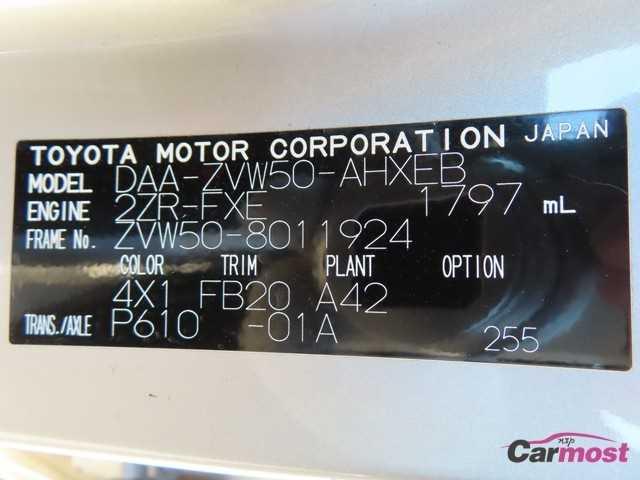 TOYOTA MOTOR CORPORATION JAPAN
MODEL DAA-ZVW50-AHXEB
ENGINE 2ZR-FXE 1797 mL
FRAME No. ZVW50-8011924
COLOR TRIM PLANT OPTION
4X1 FB20 A42
TRANS./AXLE P610 -01A 255
nxp
Carmost